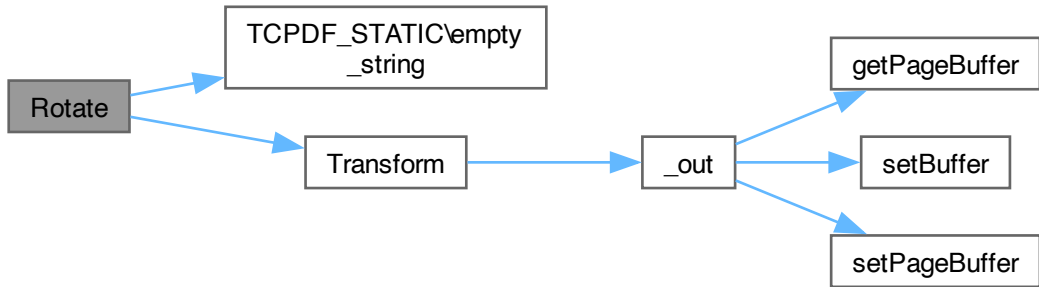 TCPDF_STATIC\empty
_string
Rotate
Transform
_out
getPageBuffer
setBuffer
setPageBuffer